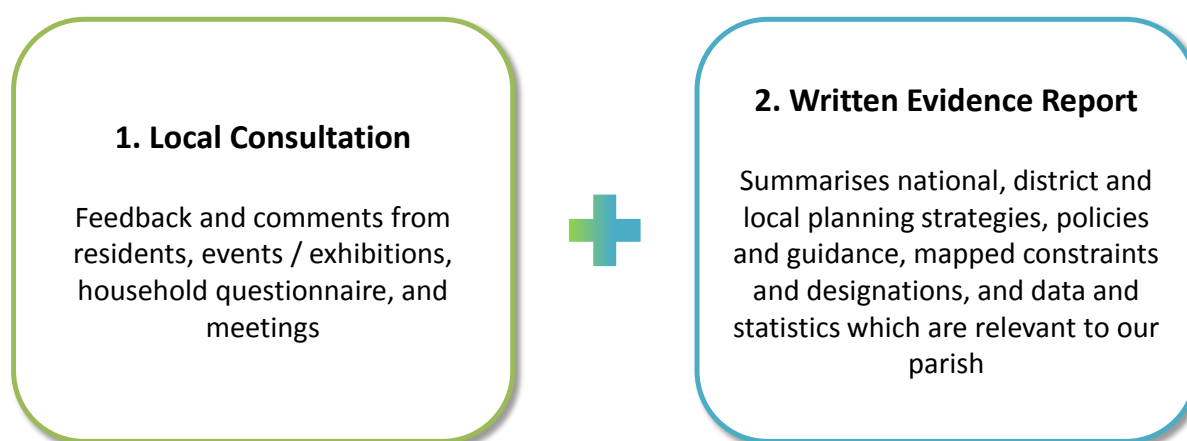 1. Local Consultation
Feedback and comments from
residents, events / exhibitions,
household questionnaire, and
meetings
2. Written Evidence Report
Summarises national, district and
local planning strategies, policies
and guidance, mapped constraints
and designations, and data and
statistics which are relevant to our
parish